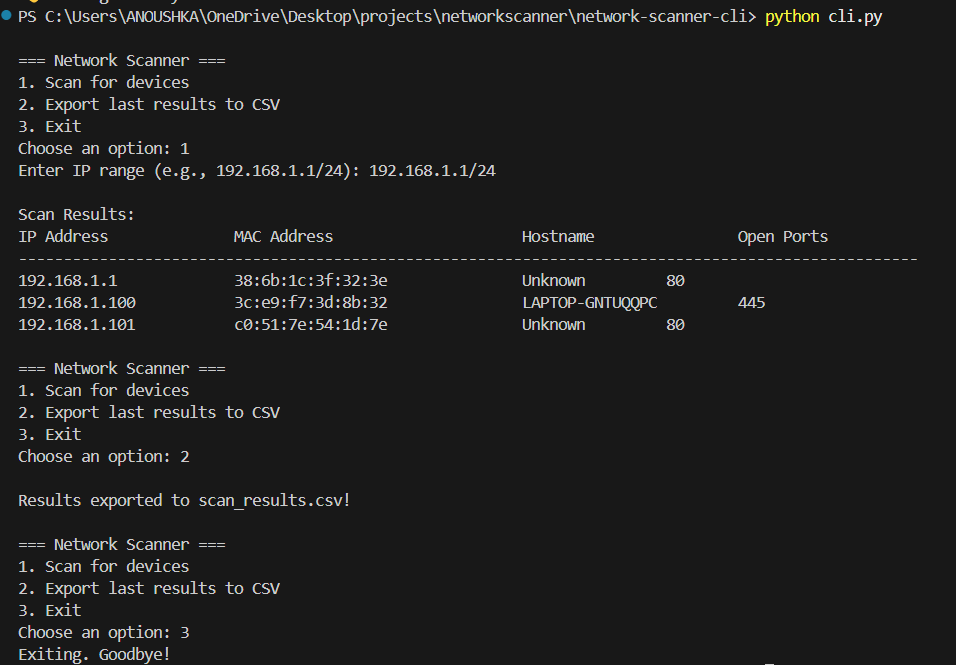 PS C:\Users\ANOUSHKA\OneDrive\Desktop\projects\networkscanner\network-scanner-cli> python cli.py
=== Network Scanner ===
1. Scan for devices
2. Export last results to CSV
3. Exit
Choose an option: 1
Enter IP range (e.g., 192.168.1.1/24): 192.168.1.1/24
Scan Results:
IP Address              MAC Address                     Hostname                Open Ports
----------------------------------------------------------------------------------------------------
192.168.1.1             38:6b:1c:3f:32:3e               Unknown         80
192.168.1.100           3c:e9:f7:3d:8b:32               LAPTOP-GNTUQQPC         445
192.168.1.101           c0:51:7e:54:1d:7e               Unknown         80
=== Network Scanner ===
1. Scan for devices
2. Export last results to CSV
3. Exit
Choose an option: 2
Results exported to scan_results.csv!
=== Network Scanner ===
1. Scan for devices
2. Export last results to CSV
3. Exit
Choose an option: 3
Exiting. Goodbye!